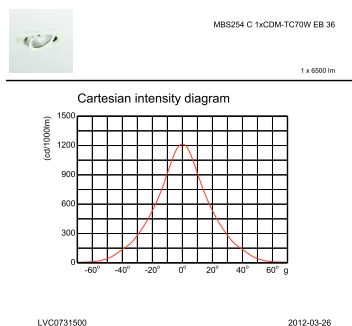 MBS254 C 1xCDM-TC70W EB 36
1 x 6500 lm
Cartesian intensity diagram
(cd/1000lm)
1500
1200
900
600
300
0
-60° -40° -20° 0° 20° 40° 60° g
LVC0731500 2012-03-26